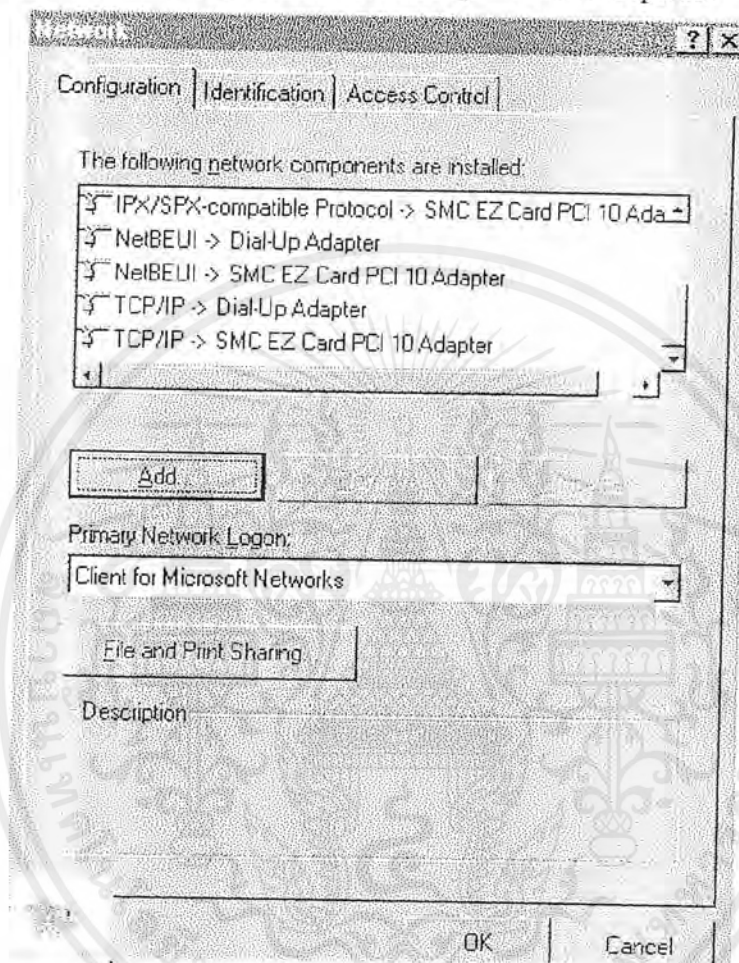 Network
? ×
Configuration Identification Access Control
The following network components are installed:
IPX/SPX-compatible Protocol -> SMC EZ Card PCI 10 Ada
NetBEUI -> Dial-Up Adapter
NetBEUI -> SMC EZ Card PCI 10 Adapter
TCP/IP -> Dial-Up Adapter
TCP/IP -> SMC EZ Card PCI 10 Adapter
Add...
Primary Network Logon:
Client for Microsoft Networks
File and Print Sharing...
Description
OK Cancel